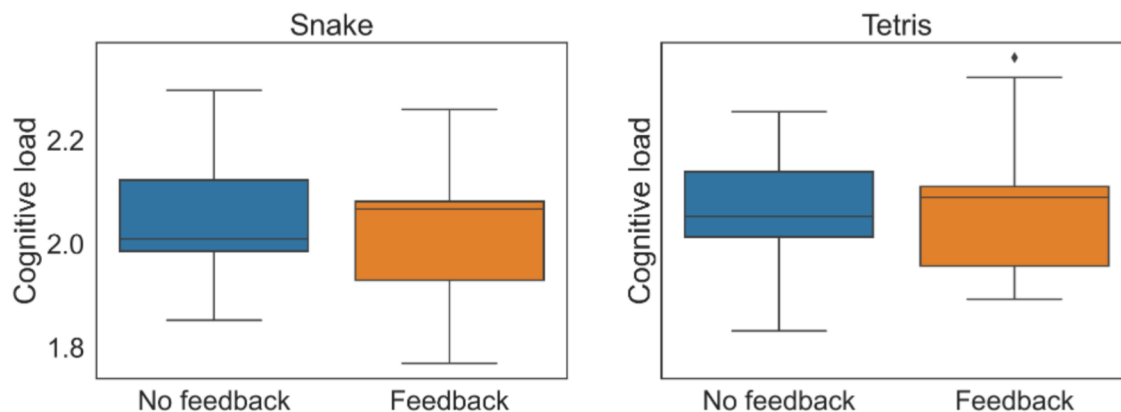 Snake
Cognitive load
2.2
2.0
1.8
No feedback
Feedback
Tetris
Cognitive load
No feedback
Feedback